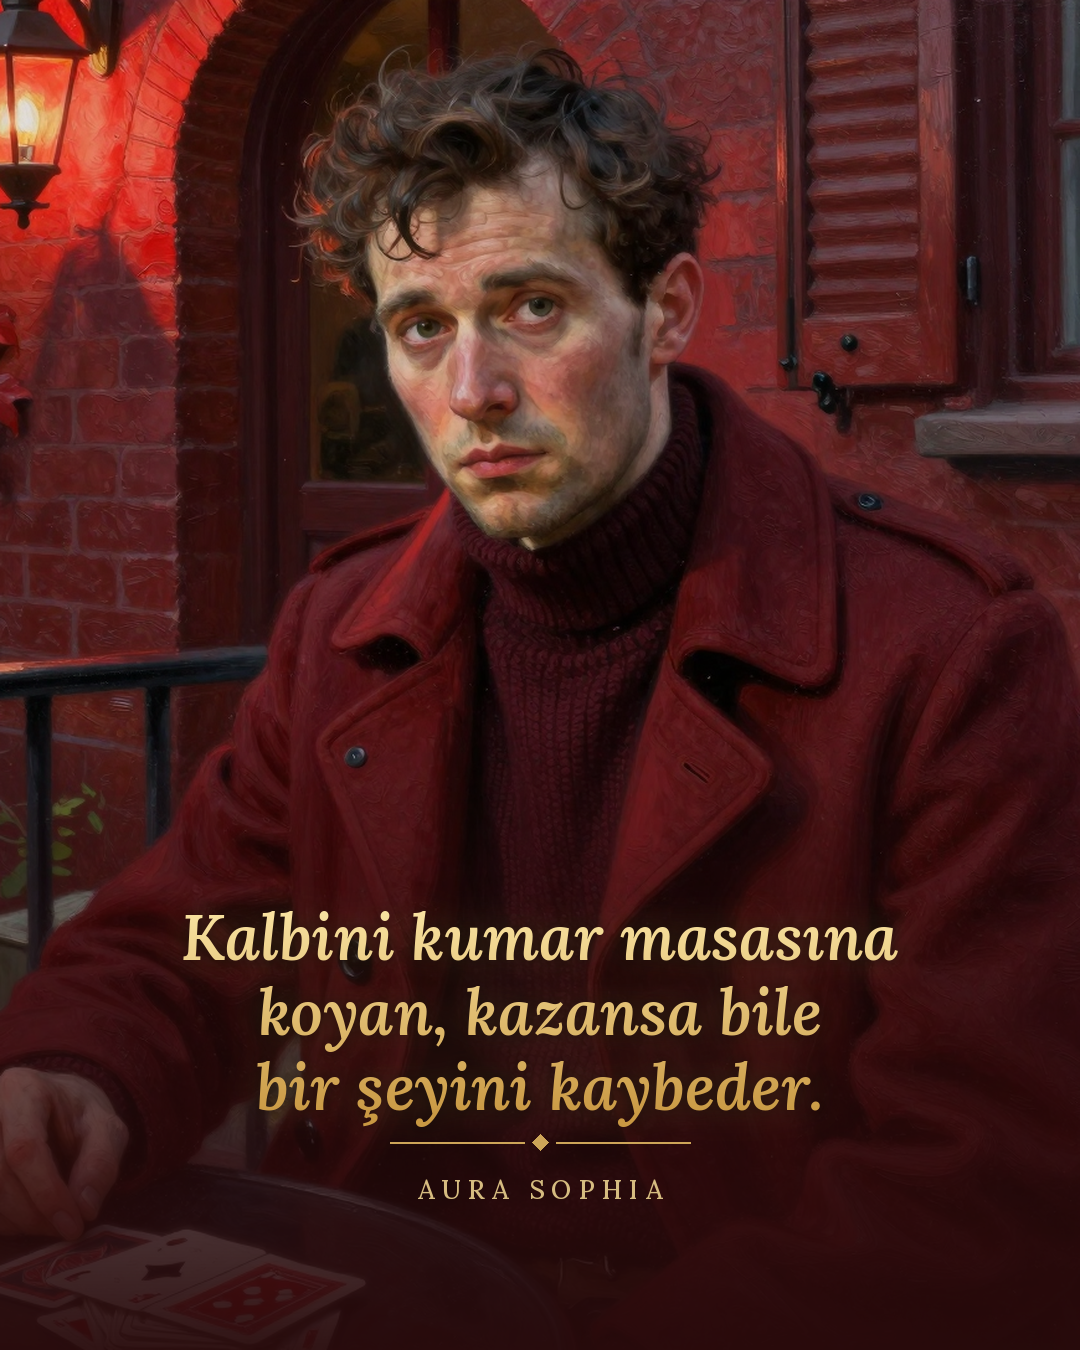 Kalbini kumar masasına
koyan, kazansa bile
bir şeyini kaybeder.
AURA SOPHIA